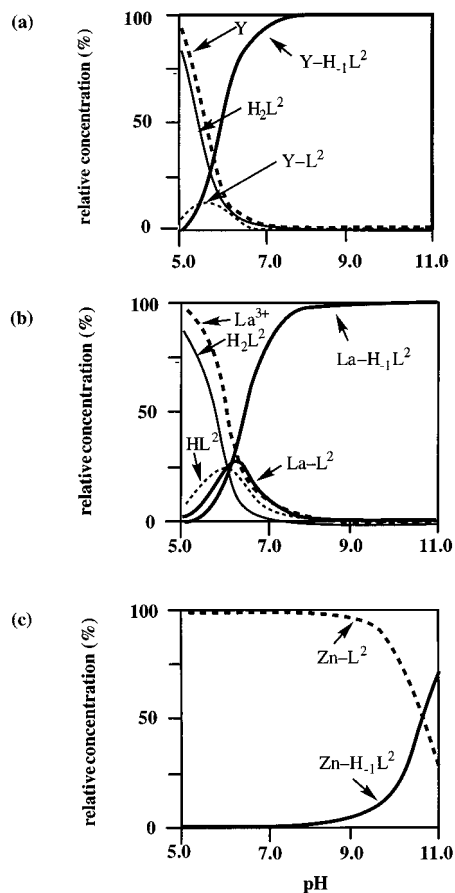 (a)
relative concentration (%)
100
50
0
Y
Y–H₋₁L²
H₂L²
Y–L²
5.0 7.0 9.0 11.0
(b)
relative concentration (%)
100
50
0
La³⁺
H₂L²
La–H₋₁L²
HL²
La–L²
5.0 7.0 9.0 11.0
(c)
relative concentration (%)
100
50
0
Zn–L²
Zn–H₋₁L²
5.0 7.0 9.0 11.0
pH